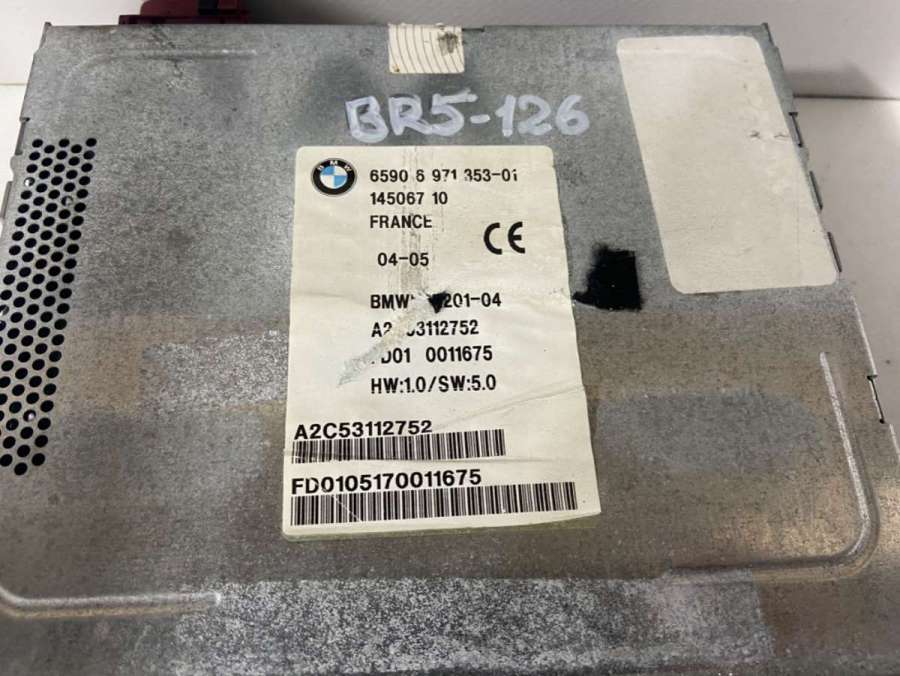 BR5-126
BMW
6590 6 971 353-01
145067 10
FRANCE
CE
04-05
201-04
53112752
0011675
HW:1.0/SW:5.0
A2C53112752
FD0105170011675